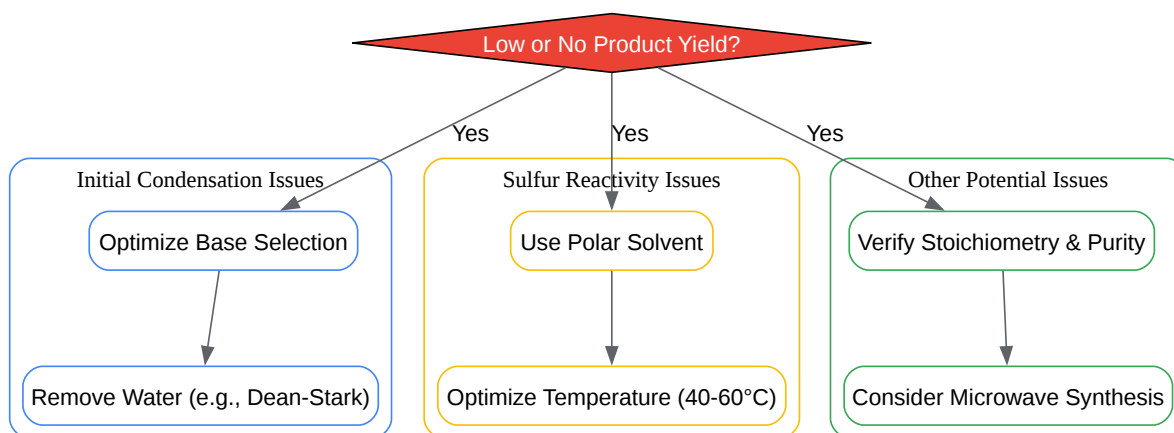 Low or No Product Yield?
Yes
Yes
Yes
Initial Condensation Issues
Sulfur Reactivity Issues
Other Potential Issues
Optimize Base Selection
Use Polar Solvent
Verify Stoichiometry & Purity
Remove Water (e.g., Dean-Stark)
Optimize Temperature (40-60°C)
Consider Microwave Synthesis